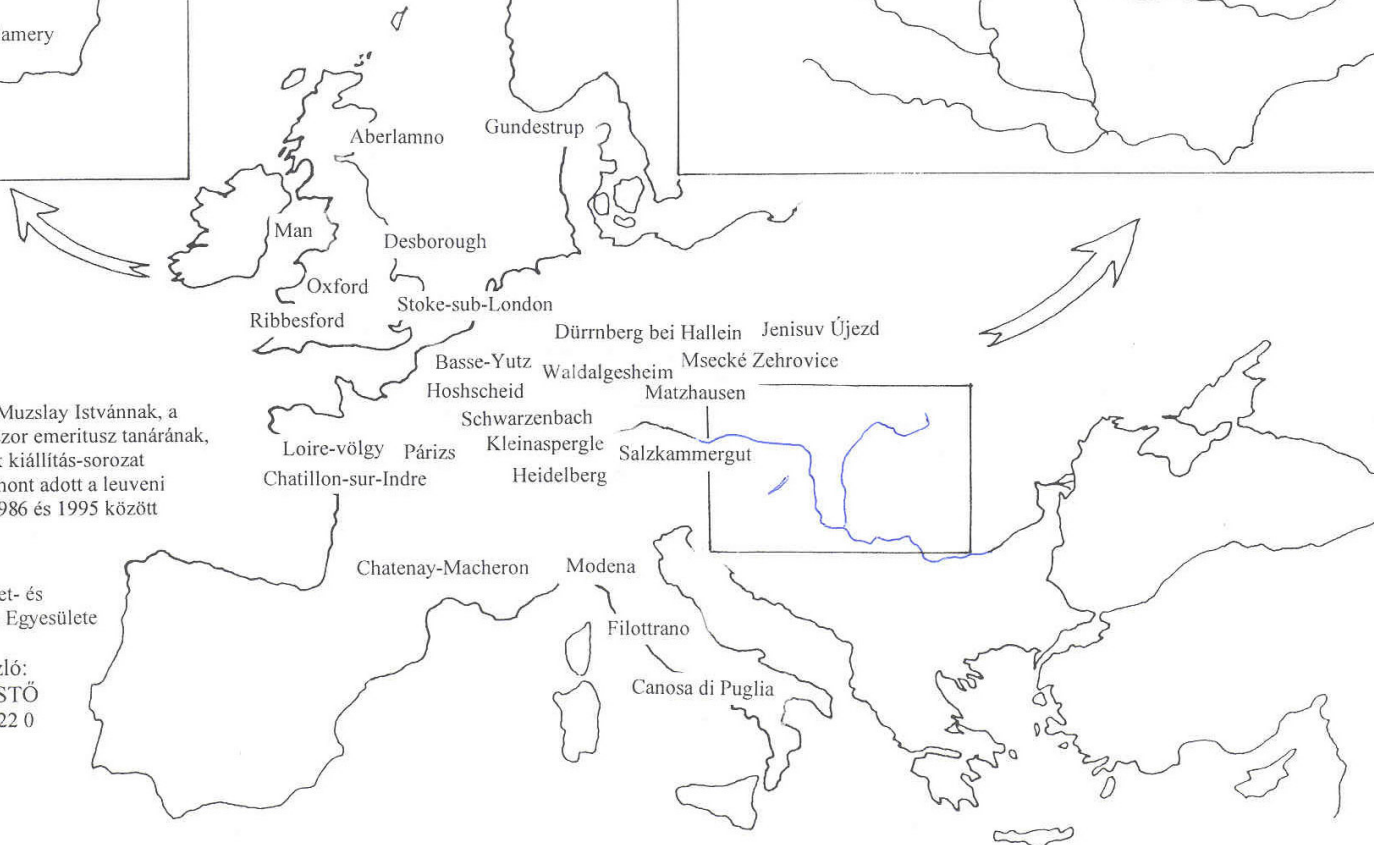 amery
Aberlamno
Gundestrup
Man
Desborough
Oxford
Stoke-sub-London
Ribbesford
Dürrnberg bei Hallein
Jenisuv Újezd
Basse-Yutz
Waldalgesheim
Msecké Zehrovice
Hoshscheid
Matzhausen
Schwarzenbach
Loire-völgy
Párizs
Kleinaspergle
Salzkammergut
Chatillon-sur-Indre
Heidelberg
Chatenay-Macheron
Modena
Filottrano
Canosa di Puglia
Muzslay Istvánnak, a
zor emeritusz tanárának,
k kiállítás-sorozat
nont adott a leuveni
986 és 1995 között
et- és
Egyesülete
zló:
STŐ
22 0